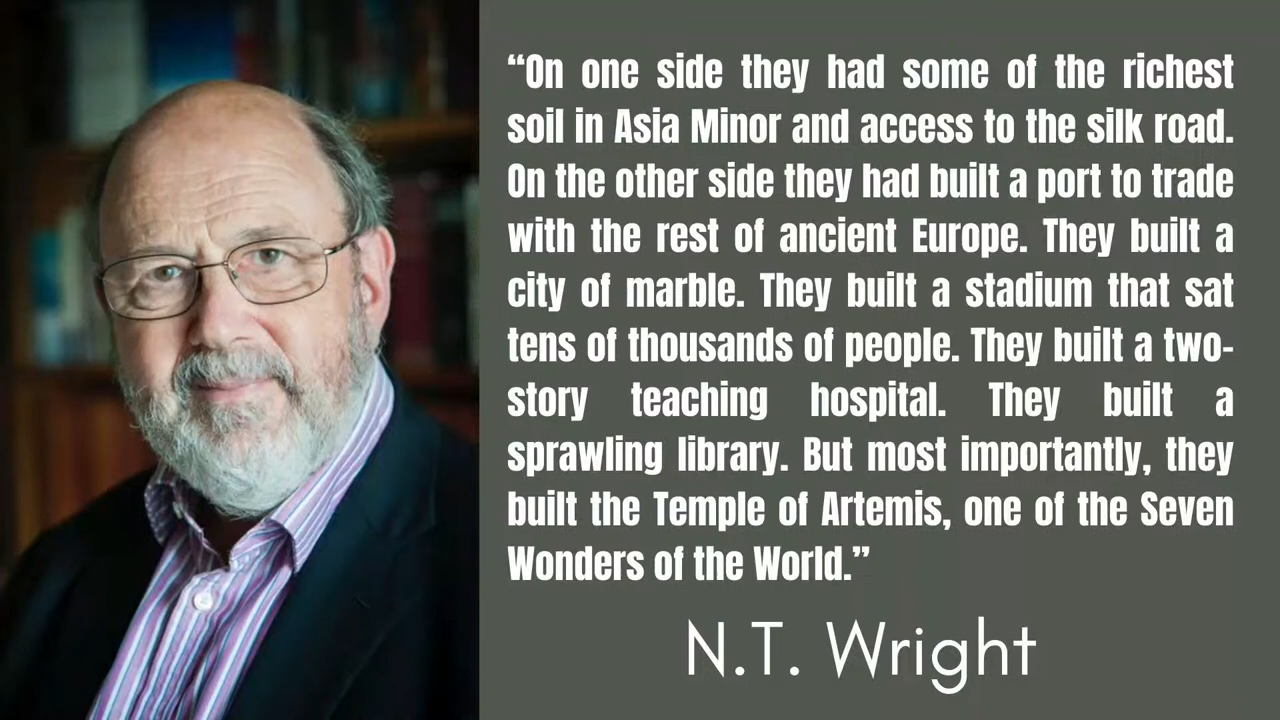 “On one side they had some of the richest
soil in Asia Minor and access to the silk road.
On the other side they had built a port to trade
with the rest of ancient Europe. They built a
city of marble. They built a stadium that sat
tens of thousands of people. They built a two-
story teaching hospital. They built a
sprawling library. But most importantly, they
built the Temple of Artemis, one of the Seven
Wonders of the World.”
N.T. Wright